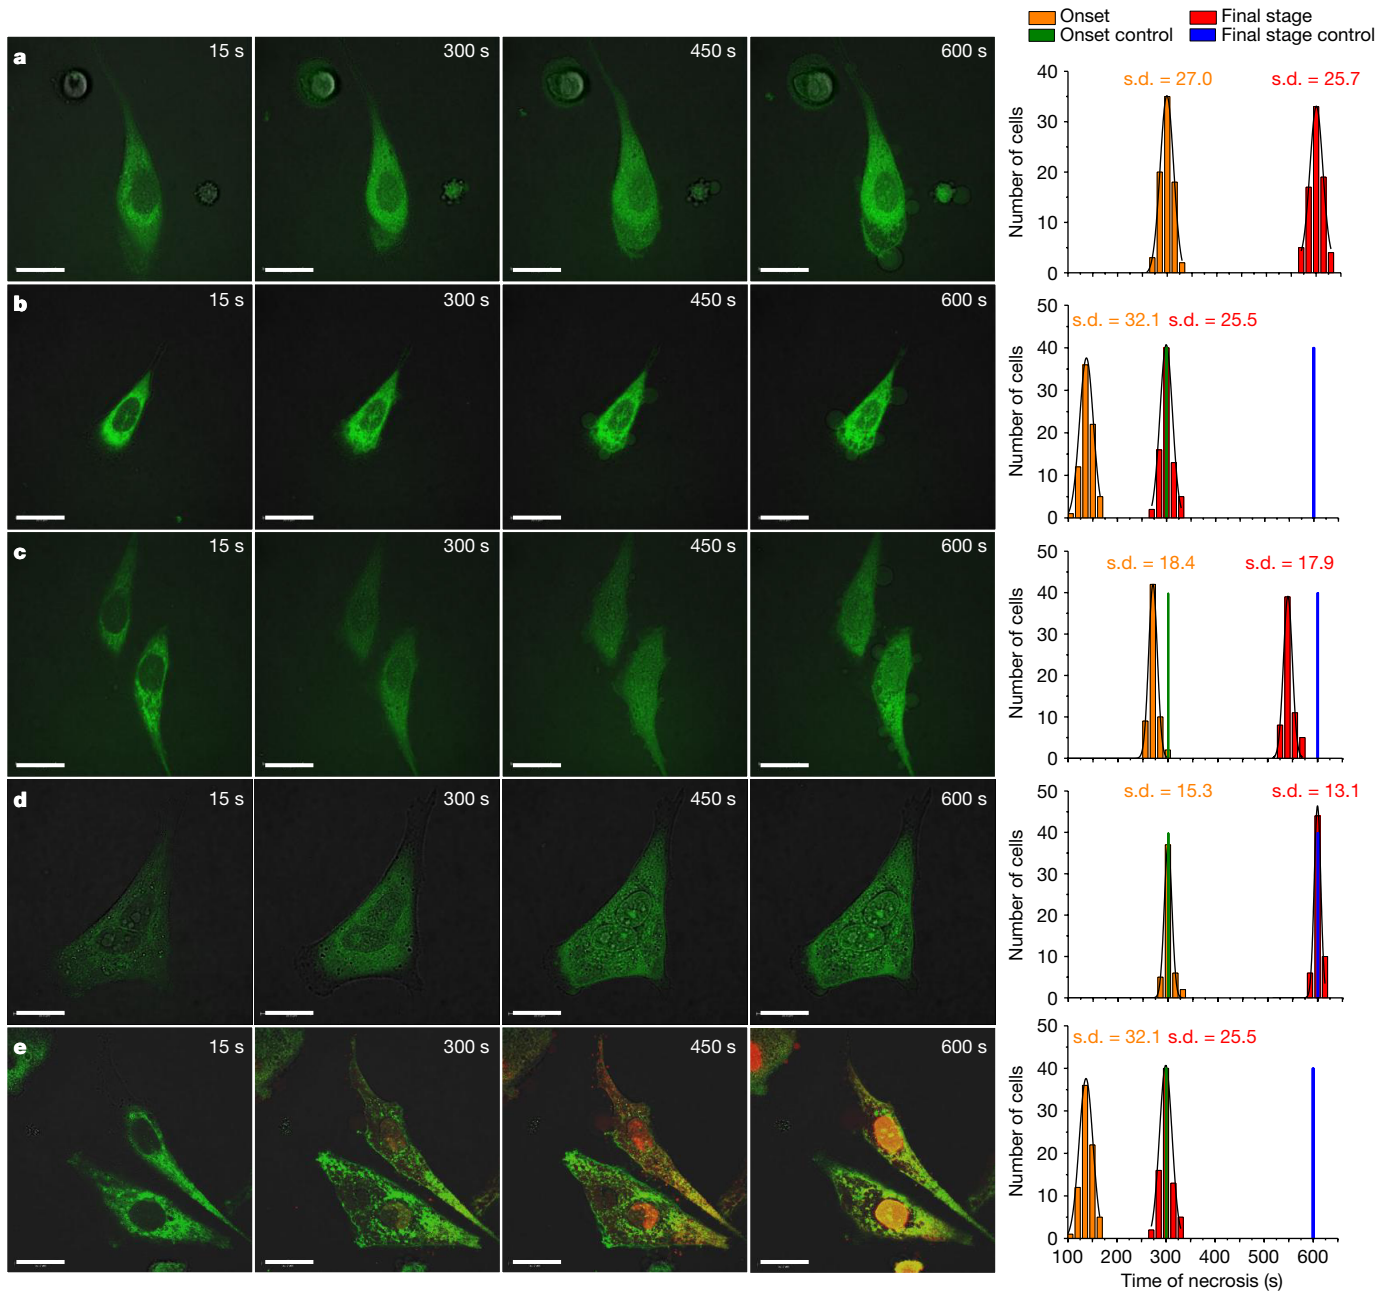 Onset
Final stage
Onset control
Final stage control
a
15 s
300 s
450 s
600 s
s.d. = 27.0
s.d. = 25.7
Number of cells
40
30
20
10
0
b
15 s
300 s
450 s
600 s
s.d. = 32.1
s.d. = 25.5
Number of cells
50
40
30
20
10
0
c
15 s
300 s
450 s
600 s
s.d. = 18.4
s.d. = 17.9
Number of cells
50
40
30
20
10
0
d
15 s
300 s
450 s
600 s
s.d. = 15.3
s.d. = 13.1
Number of cells
50
40
30
20
10
0
e
15 s
300 s
450 s
600 s
s.d. = 32.1
s.d. = 25.5
Number of cells
50
40
30
20
10
0
100 200 300 400 500 600
Time of necrosis (s)